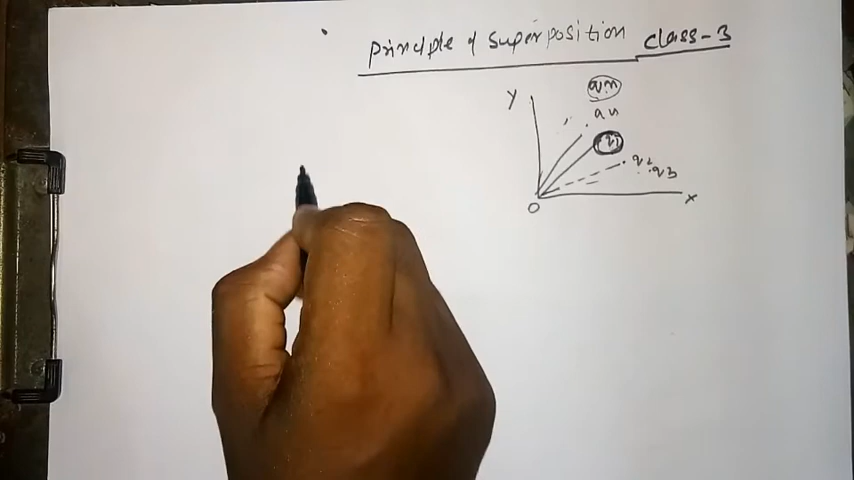 Principle of superposition class-3
Y
qn
q1
q2
q3
O
X